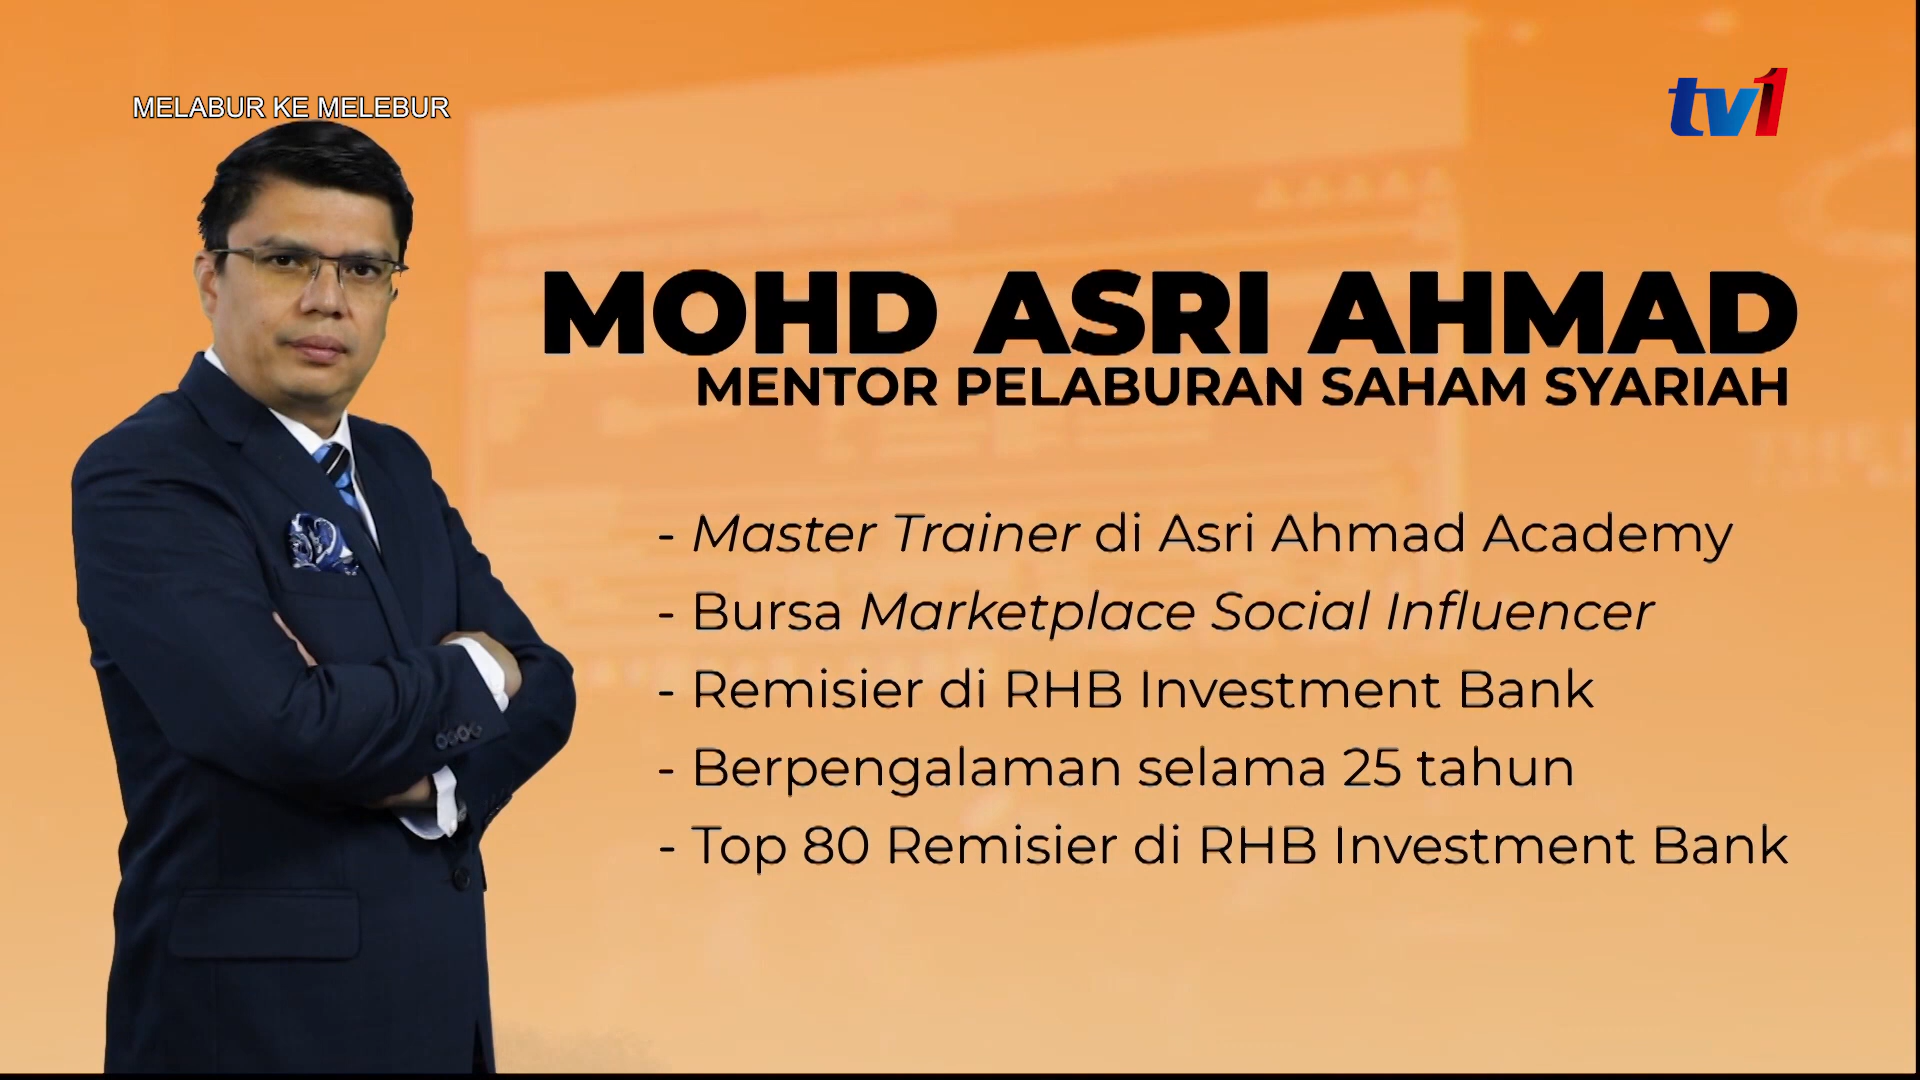 MELABUR KE MELEBUR
tv1
MOHD ASRI AHMAD
MENTOR PELABURAN SAHAM SYARIAH
- Master Trainer di Asri Ahmad Academy
- Bursa Marketplace Social Influencer
- Remisier di RHB Investment Bank
- Berpengalaman selama 25 tahun
- Top 80 Remisier di RHB Investment Bank